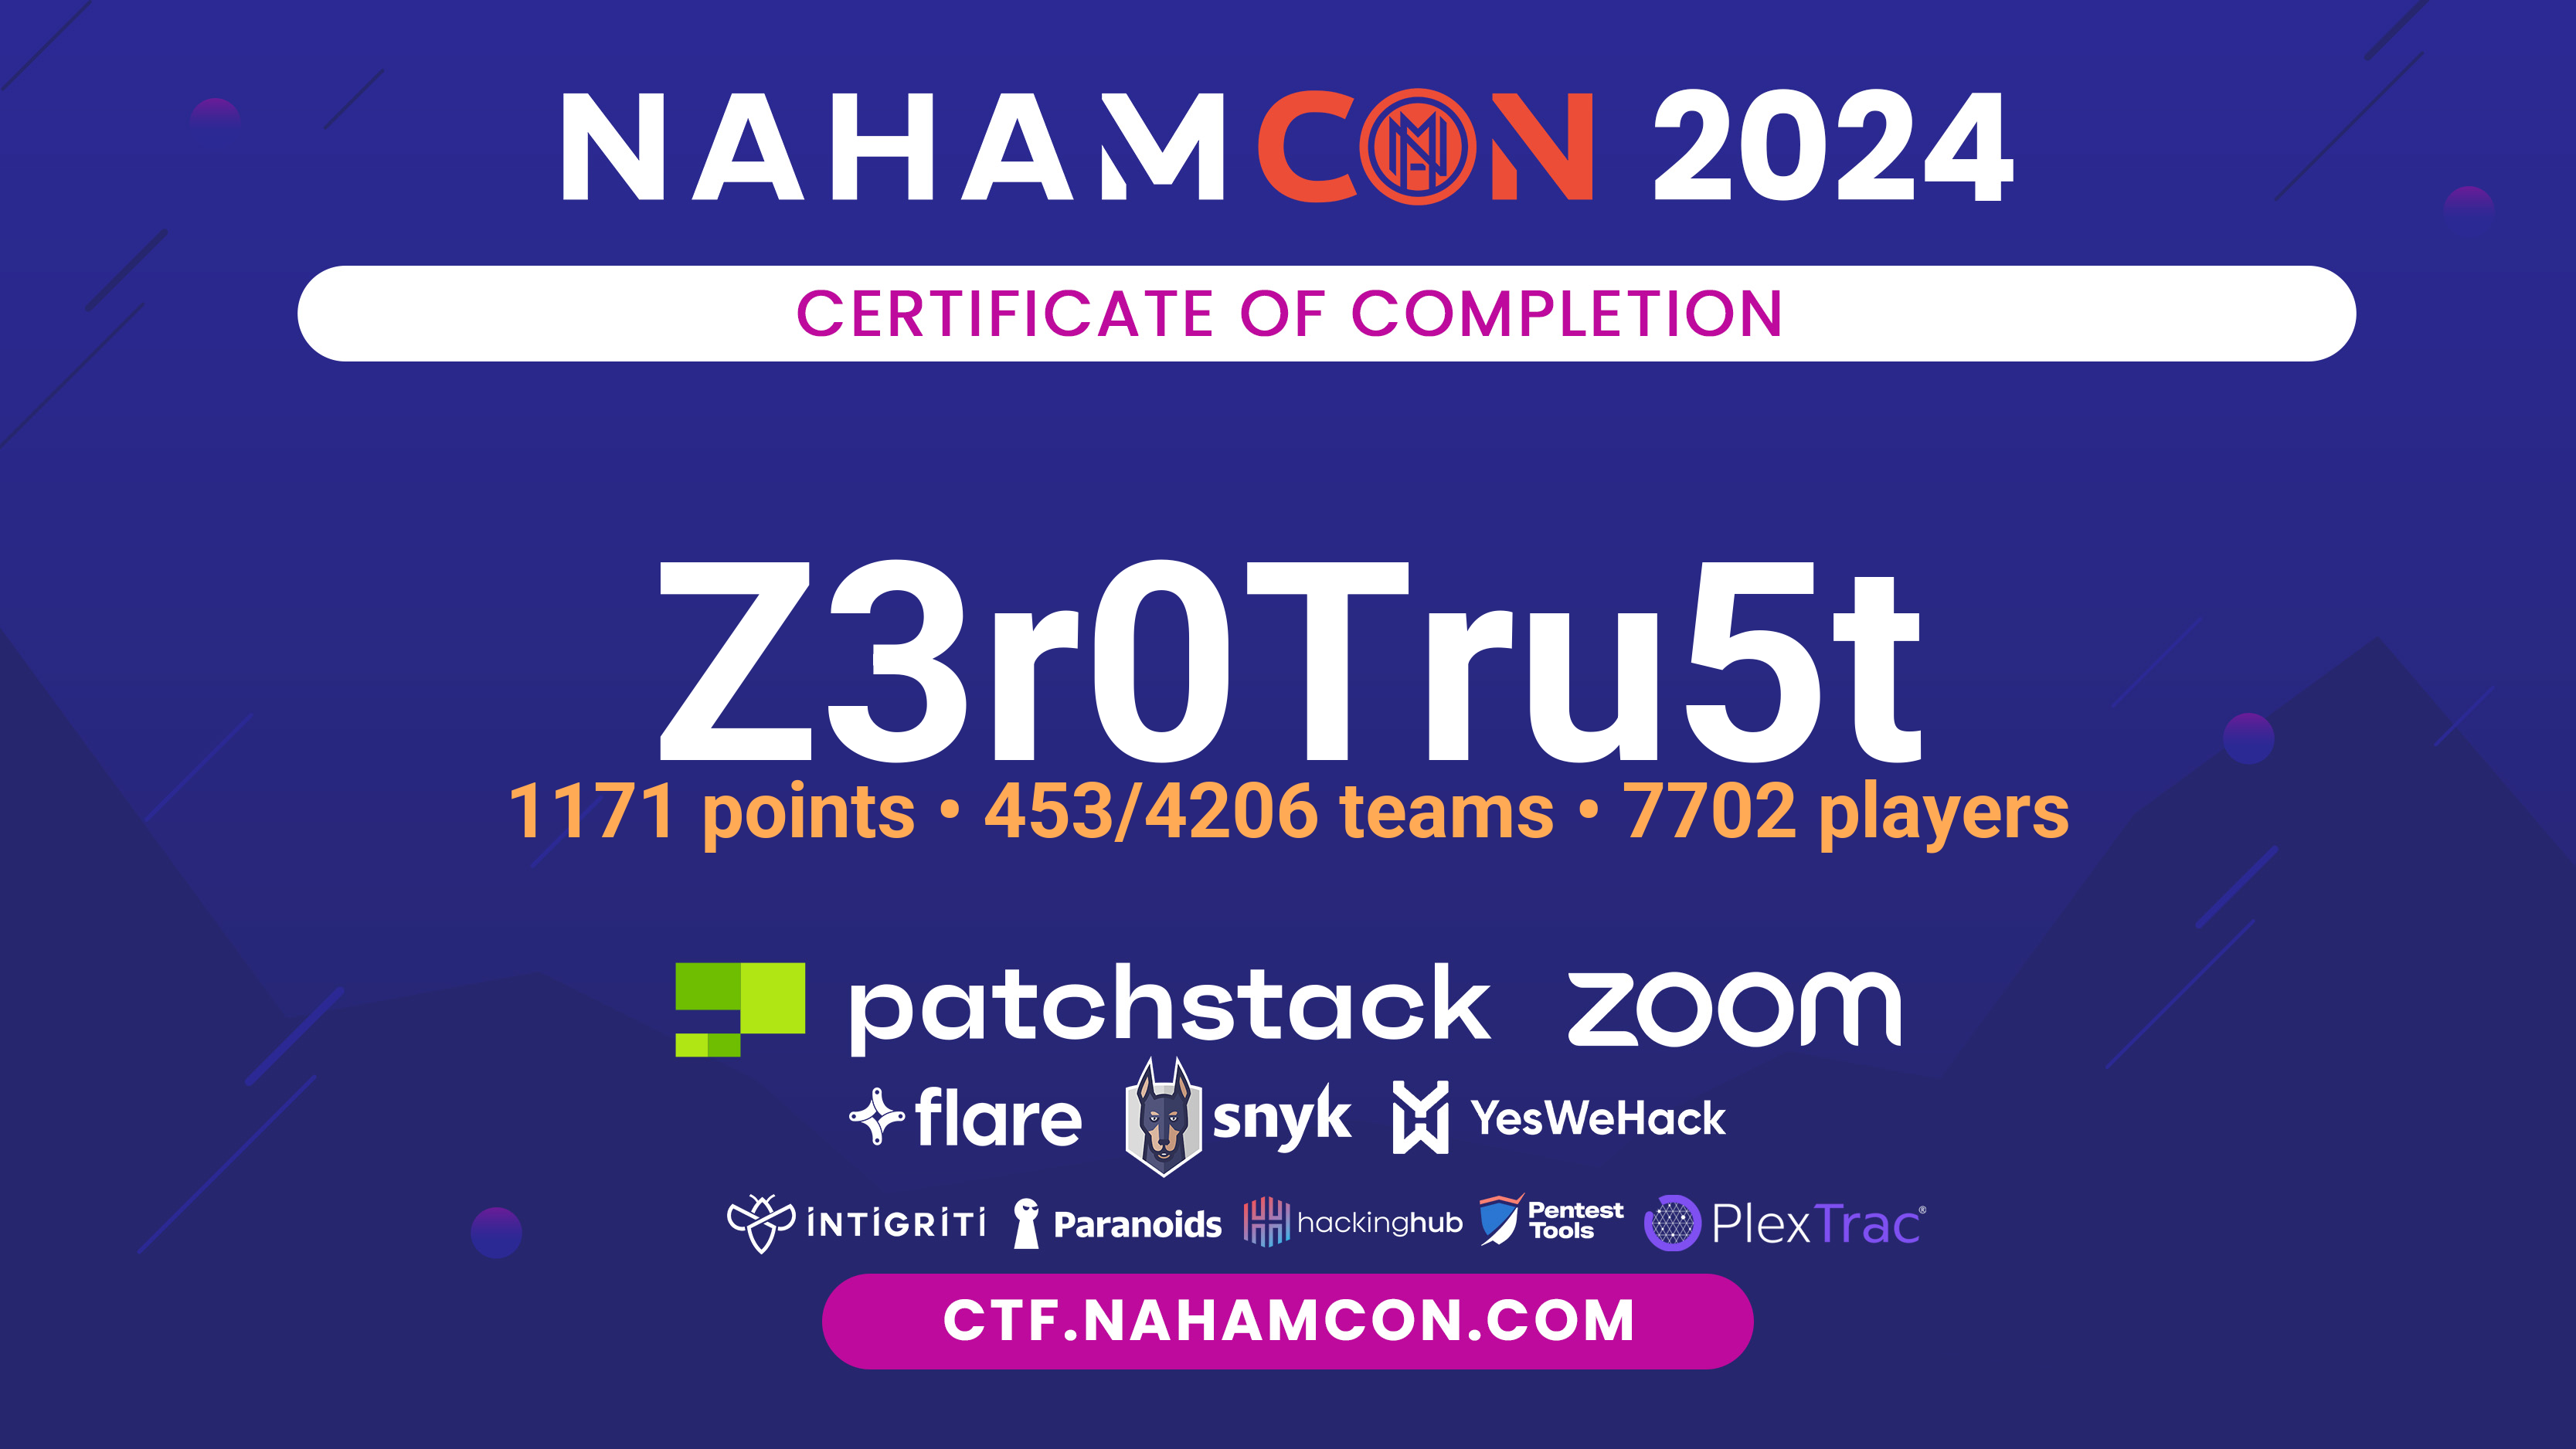 NAHAMCON 2024
CERTIFICATE OF COMPLETION
Z3r0Tru5t
1171 points • 453/4206 teams • 7702 players
patchstack zoom
flare snyk YesWeHack
INTIGRITI Paranoids hackinghub Pentest Tools PlexTrac®
CTF.NAHAMCON.COM